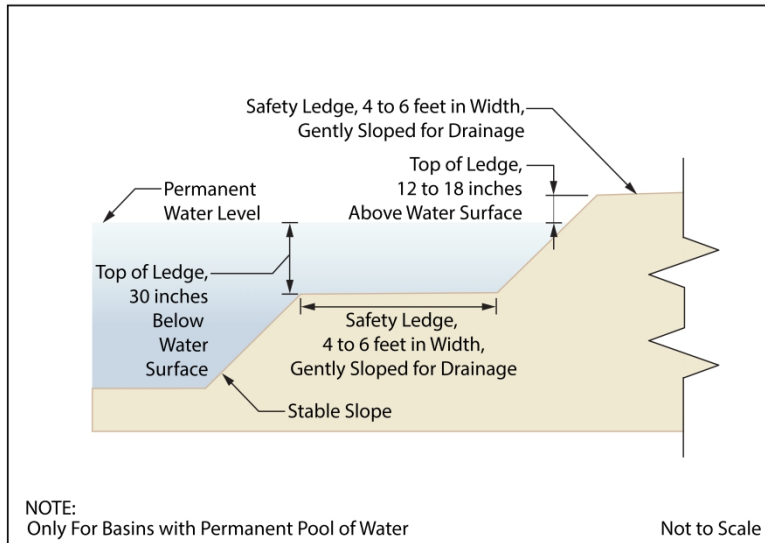 Safety Ledge, 4 to 6 feet in Width,
Gently Sloped for Drainage
Top of Ledge,
12 to 18 inches
Above Water Surface
Permanent
Water Level
Top of Ledge,
30 inches
Below
Water
Surface
Safety Ledge,
4 to 6 feet in Width,
Gently Sloped for Drainage
Stable Slope
NOTE:
Only For Basins with Permanent Pool of Water
Not to Scale